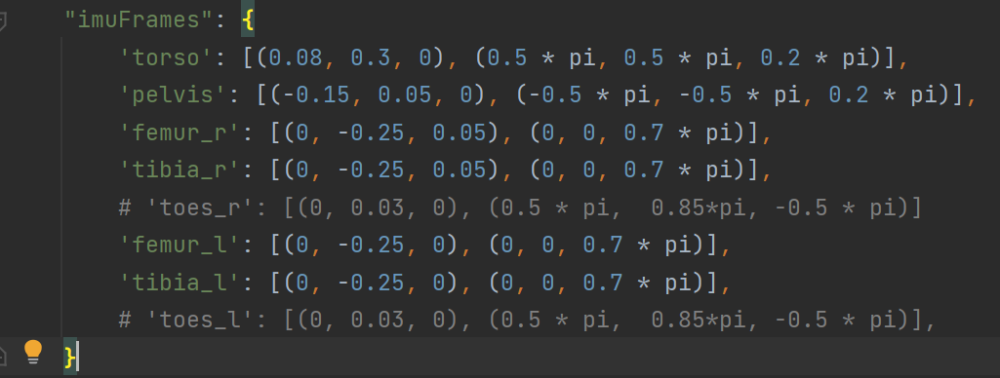 "imuFrames": {
'torso': [(0.08, 0.3, 0), (0.5 * pi, 0.5 * pi, 0.2 * pi)],
'pelvis': [(-0.15, 0.05, 0), (-0.5 * pi, -0.5 * pi, 0.2 * pi)],
'femur_r': [(0, -0.25, 0.05), (0, 0, 0.7 * pi)],
'tibia_r': [(0, -0.25, 0.05), (0, 0, 0.7 * pi)],
# 'toes_r': [(0, 0.03, 0), (0.5 * pi,  0.85*pi, -0.5 * pi)]
'femur_l': [(0, -0.25, 0), (0, 0, 0.7 * pi)],
'tibia_l': [(0, -0.25, 0), (0, 0, 0.7 * pi)],
# 'toes_l': [(0, 0.03, 0), (0.5 * pi,  0.85*pi, -0.5 * pi)],
}